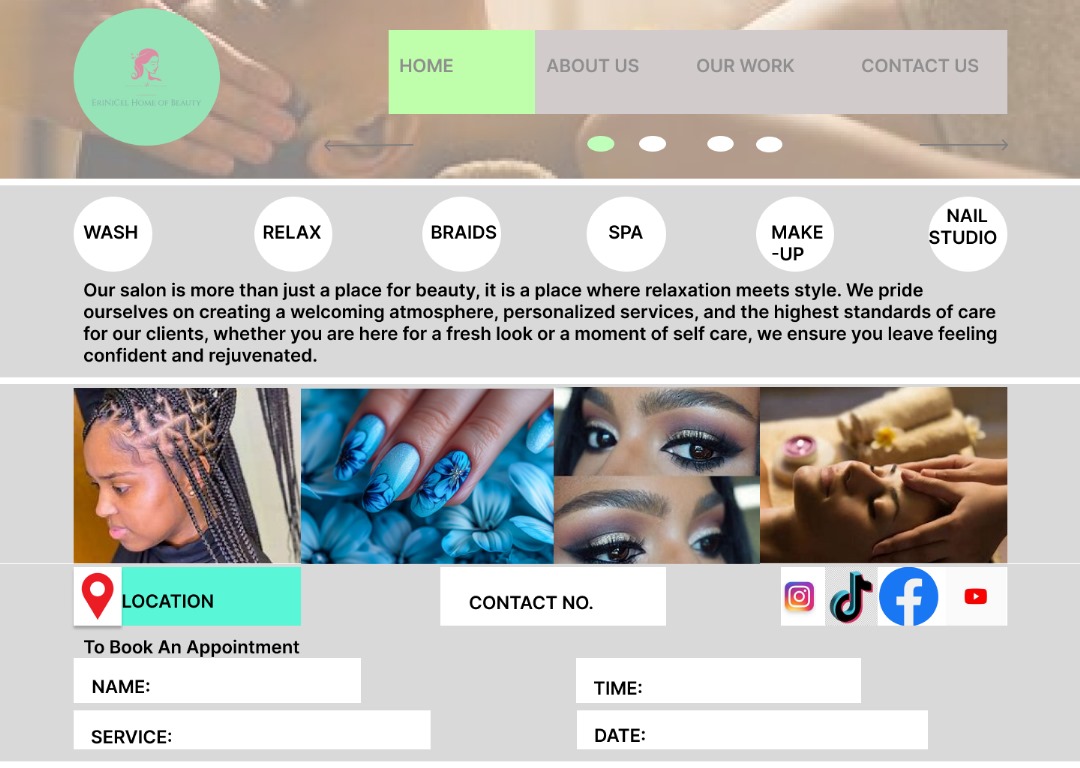 HOME
ABOUT US
OUR WORK
CONTACT US
WASH
RELAX
BRAIDS
SPA
MAKE
-UP
NAIL
STUDIO
Our salon is more than just a place for beauty, it is a place where relaxation meets style. We pride
ourselves on creating a welcoming atmosphere, personalized services, and the highest standards of care
for our clients, whether you are here for a fresh look or a moment of self care, we ensure you leave feeling
confident and rejuvenated.
LOCATION
CONTACT NO.
To Book An Appointment
NAME:
TIME:
SERVICE:
DATE: